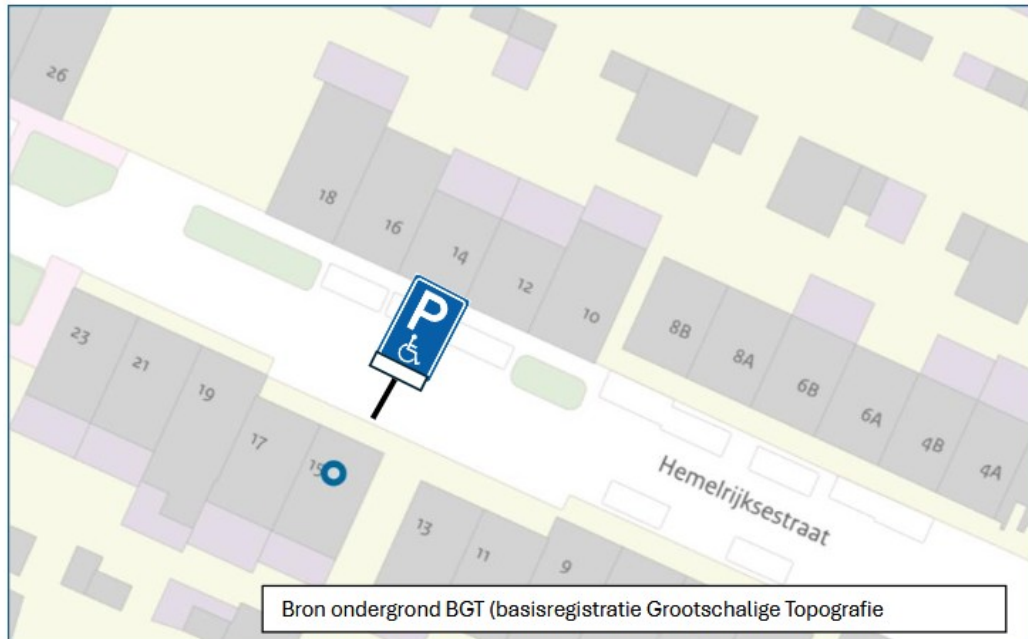 26
18
16
14
12
10
8B
8A
6B
6A
4B
4A
P
23
21
19
17
15
13
11
9
Hemelrijksestraat
Bron ondergrond BGT (basisregistratie Grootschalige Topografie